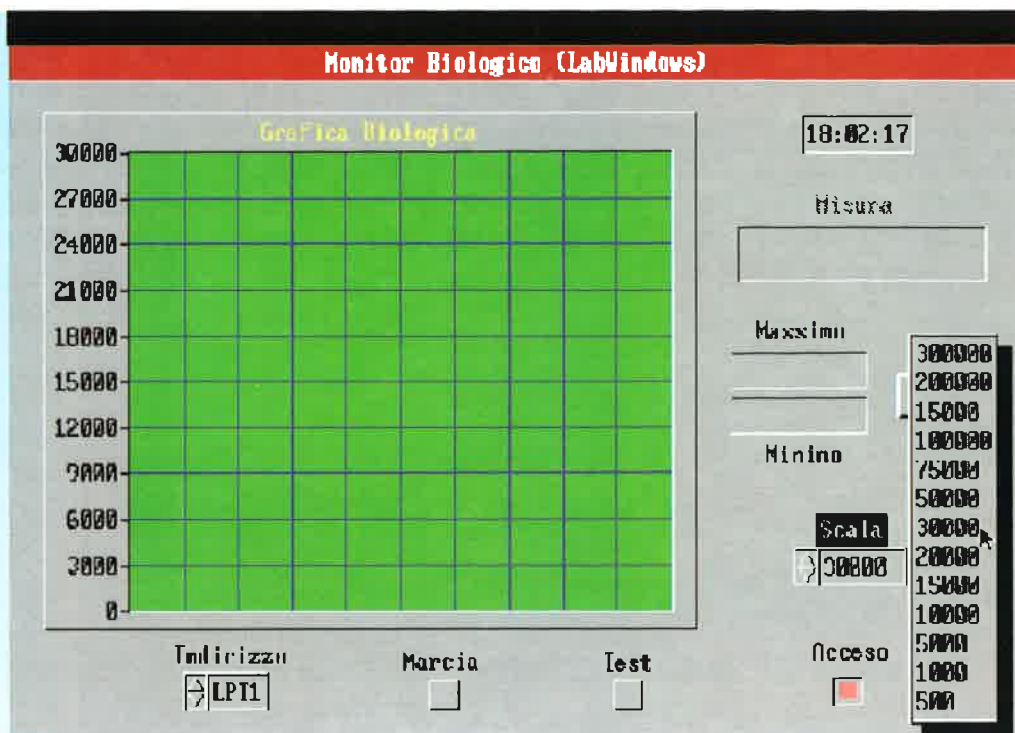 Monitor Biologico (LabWindows)
Grafica Biologica
30000
27000
24000
21000
18000
15000
12000
9000
6000
3000
0
18:02:17
Misura
Massimo
Minimo
Scala
30000
300000
200000
15000
100000
75000
50000
30000
20000
15000
10000
5000
1000
500
Indirizzo
LPT1
Marcia
Test
Acceso